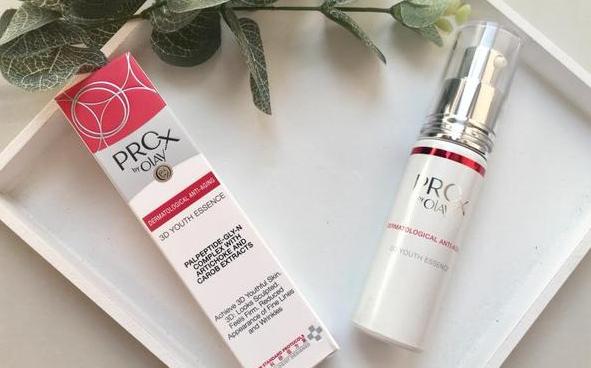 PRO-X
by OLAY
DERMATOLOGICAL ANTI-AGING
3D YOUTH ESSENCE
PALPEPTIDE-GLY-N
COMPLEX WITH
ARTICHOKE AND
CAROB EXTRACTS
Achieve 3D Youthful Skin.
3D: Looks Sculpted,
Feels Firm, Reduced
Appearance of Fine Lines
and Wrinkles
STANDARD PROTOCOLS
PRO-X
by OLAY
DERMATOLOGICAL ANTI-AGING
3D YOUTH ESSENCE